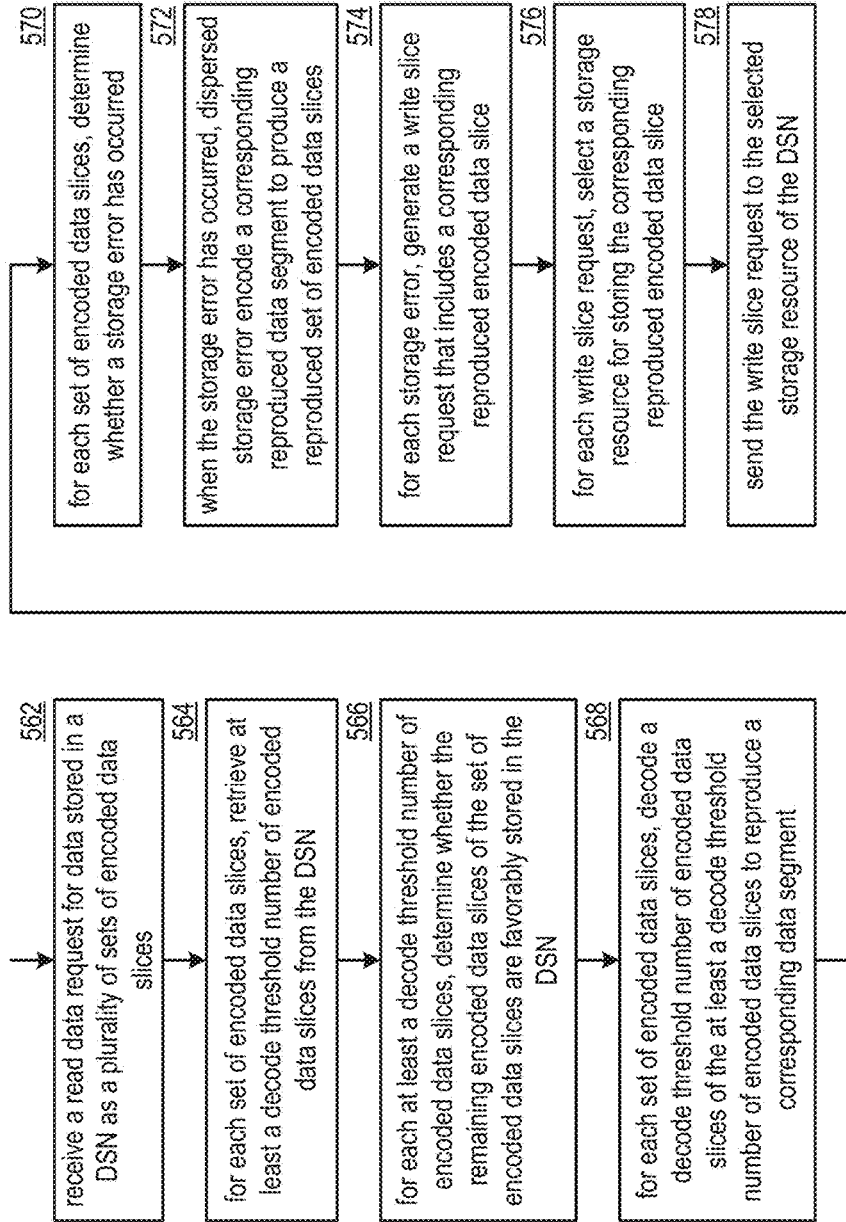 562
receive a read data request for data stored in a
DSN as a plurality of sets of encoded data
slices
564
for each set of encoded data slices, retrieve at
least a decode threshold number of encoded
data slices from the DSN
566
for each at least a decode threshold number of
encoded data slices, determine whether the
remaining encoded data slices of the set of
encoded data slices are favorably stored in the
DSN
568
for each set of encoded data slices, decode a
decode threshold number of encoded data
slices of the at least a decode threshold
number of encoded data slices to reproduce a
corresponding data segment
570
for each set of encoded data slices, determine
whether a storage error has occurred
572
when the storage error has occurred, dispersed
storage error encode a corresponding
reproduced data segment to produce a
reproduced set of encoded data slices
574
for each storage error, generate a write slice
request that includes a corresponding
reproduced encoded data slice
576
for each write slice request, select a storage
resource for storing the corresponding
reproduced encoded data slice
578
send the write slice request to the selected
storage resource of the DSN